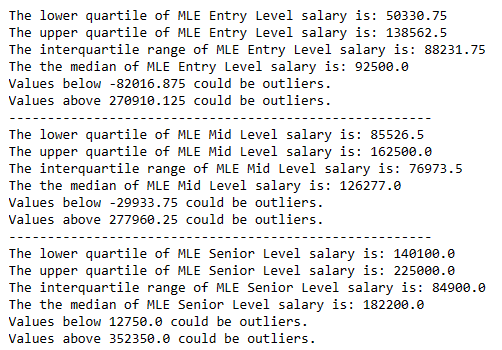 The lower quartile of MLE Entry Level salary is: 50330.75
The upper quartile of MLE Entry Level salary is: 138562.5
The interquartile range of MLE Entry Level salary is: 88231.75
The the median of MLE Entry Level salary is: 92500.0
Values below -82016.875 could be outliers.
Values above 270910.125 could be outliers.
------------------------------------------------------
The lower quartile of MLE Mid Level salary is: 85526.5
The upper quartile of MLE Mid Level salary is: 162500.0
The interquartile range of MLE Mid Level salary is: 76973.5
The the median of MLE Mid Level salary is: 126277.0
Values below -29933.75 could be outliers.
Values above 277960.25 could be outliers.
------------------------------------------------------
The lower quartile of MLE Senior Level salary is: 140100.0
The upper quartile of MLE Senior Level salary is: 225000.0
The interquartile range of MLE Senior Level salary is: 84900.0
The the median of MLE Senior Level salary is: 182200.0
Values below 12750.0 could be outliers.
Values above 352350.0 could be outliers.